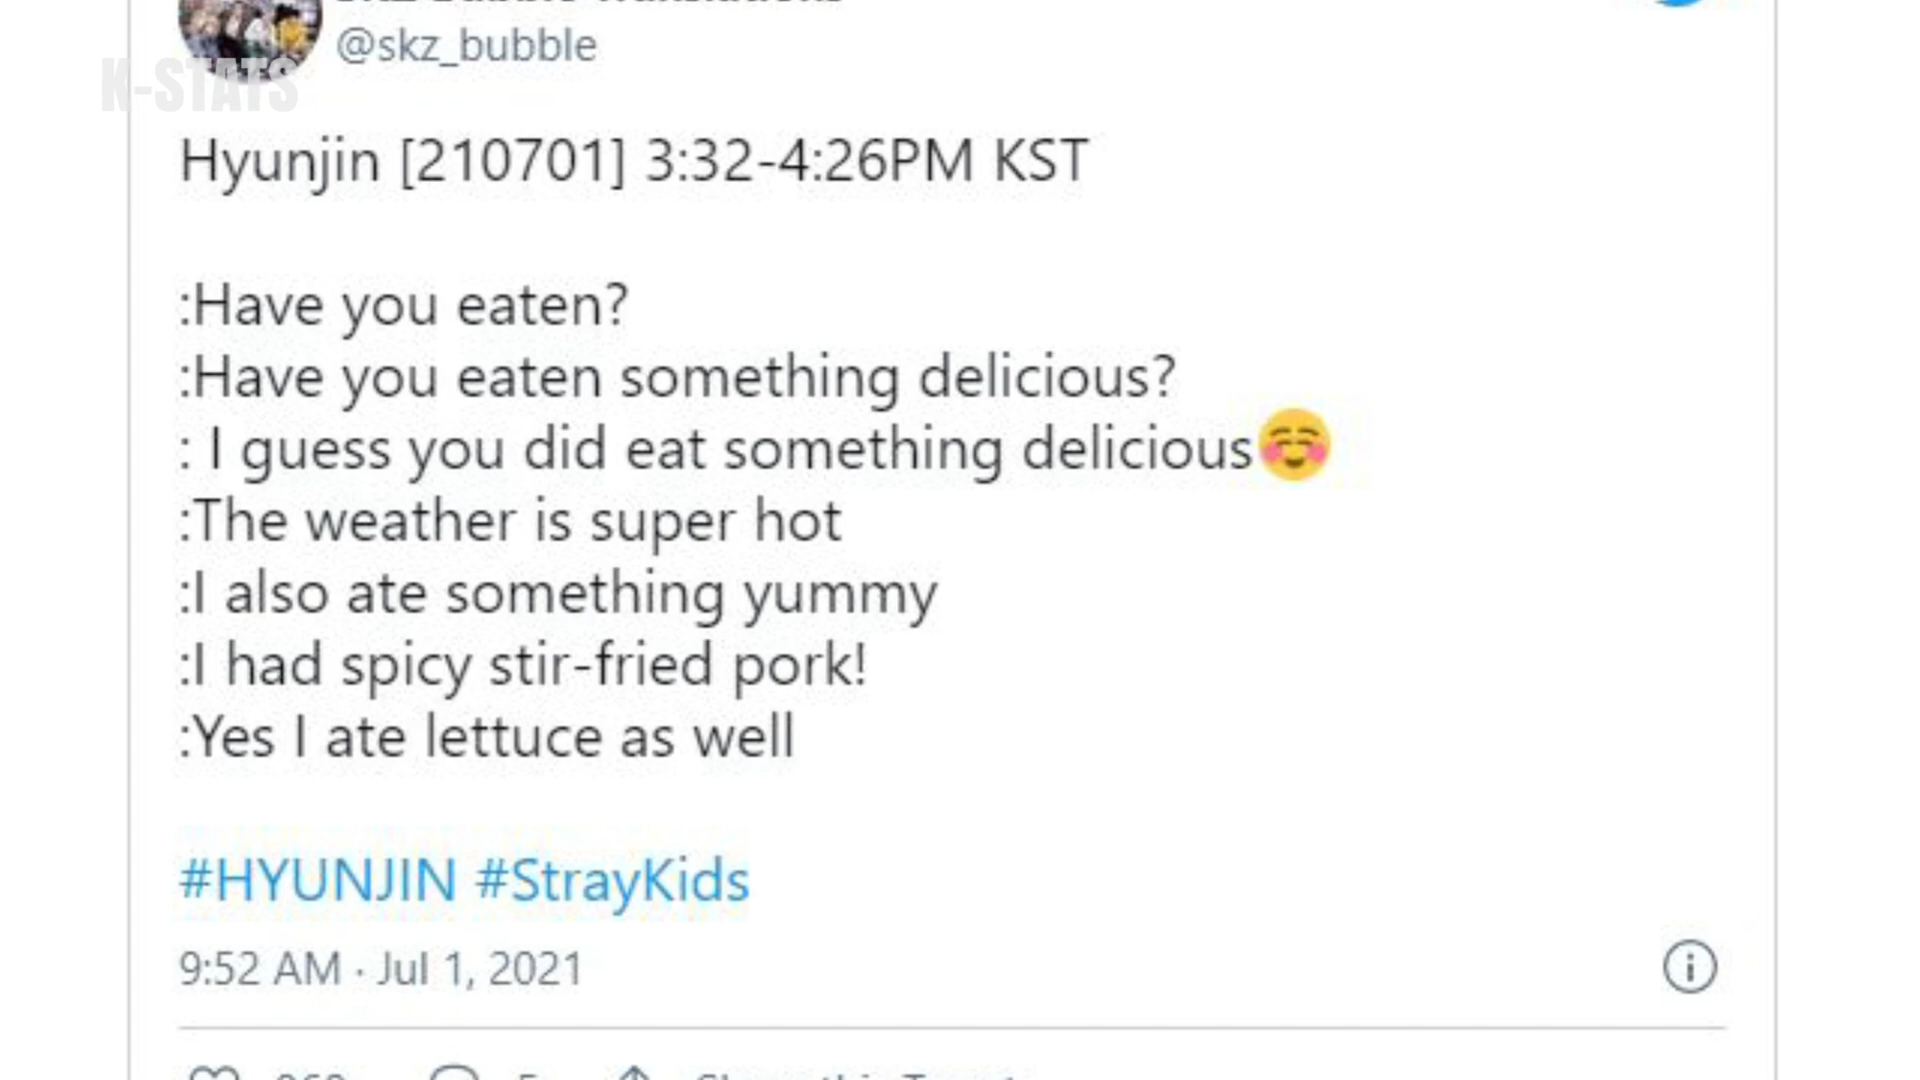 @skz_bubble
K-STATS
Hyunjin [210701] 3:32-4:26PM KST
:Have you eaten?
:Have you eaten something delicious?
: I guess you did eat something delicious☺️
:The weather is super hot
:I also ate something yummy
:I had spicy stir-fried pork!
:Yes I ate lettuce as well
#HYUNJIN #StrayKids
9:52 AM · Jul 1, 2021